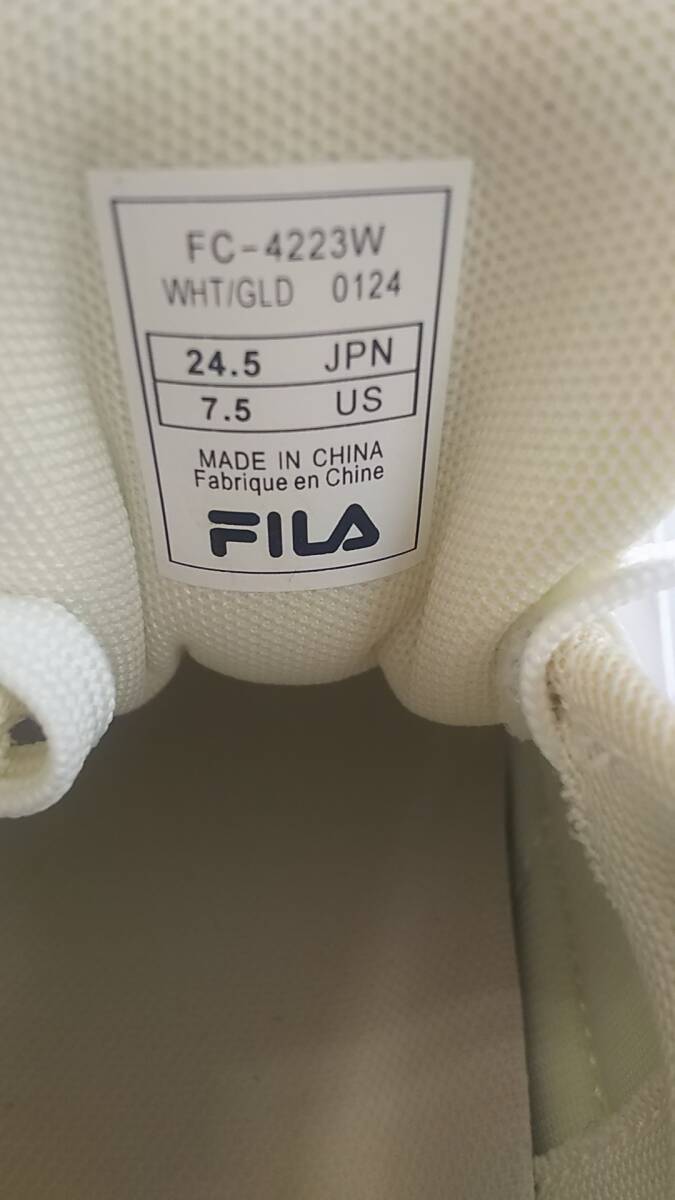 FC-4223W
WHT/GLD 0124
24.5 JPN
7.5 US
MADE IN CHINA
Fabrique en Chine
FILA